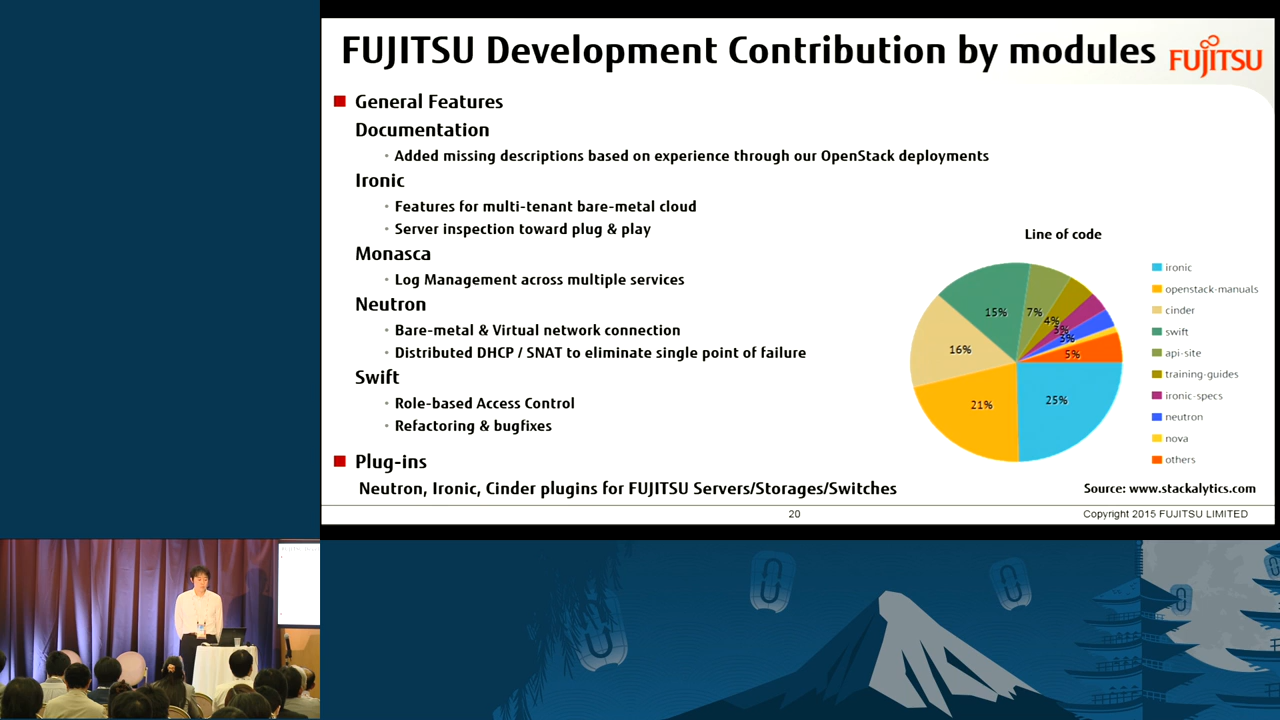 FUJITSU Development Contribution by modules
FUJITSU
General Features
Documentation
• Added missing descriptions based on experience through our OpenStack deployments
Ironic
• Features for multi-tenant bare-metal cloud
• Server inspection toward plug & play
Monasca
• Log Management across multiple services
Neutron
• Bare-metal & Virtual network connection
• Distributed DHCP / SNAT to eliminate single point of failure
Swift
• Role-based Access Control
• Refactoring & bugfixes
Plug-ins
Neutron, Ironic, Cinder plugins for FUJITSU Servers/Storages/Switches
Line of code
15%
7%
4%
3%
3%
5%
16%
21%
25%
ironic
openstack-manuals
cinder
swift
api-site
training-guides
ironic-specs
neutron
nova
others
Source: www.stackalytics.com
20
Copyright 2015 FUJITSU LIMITED